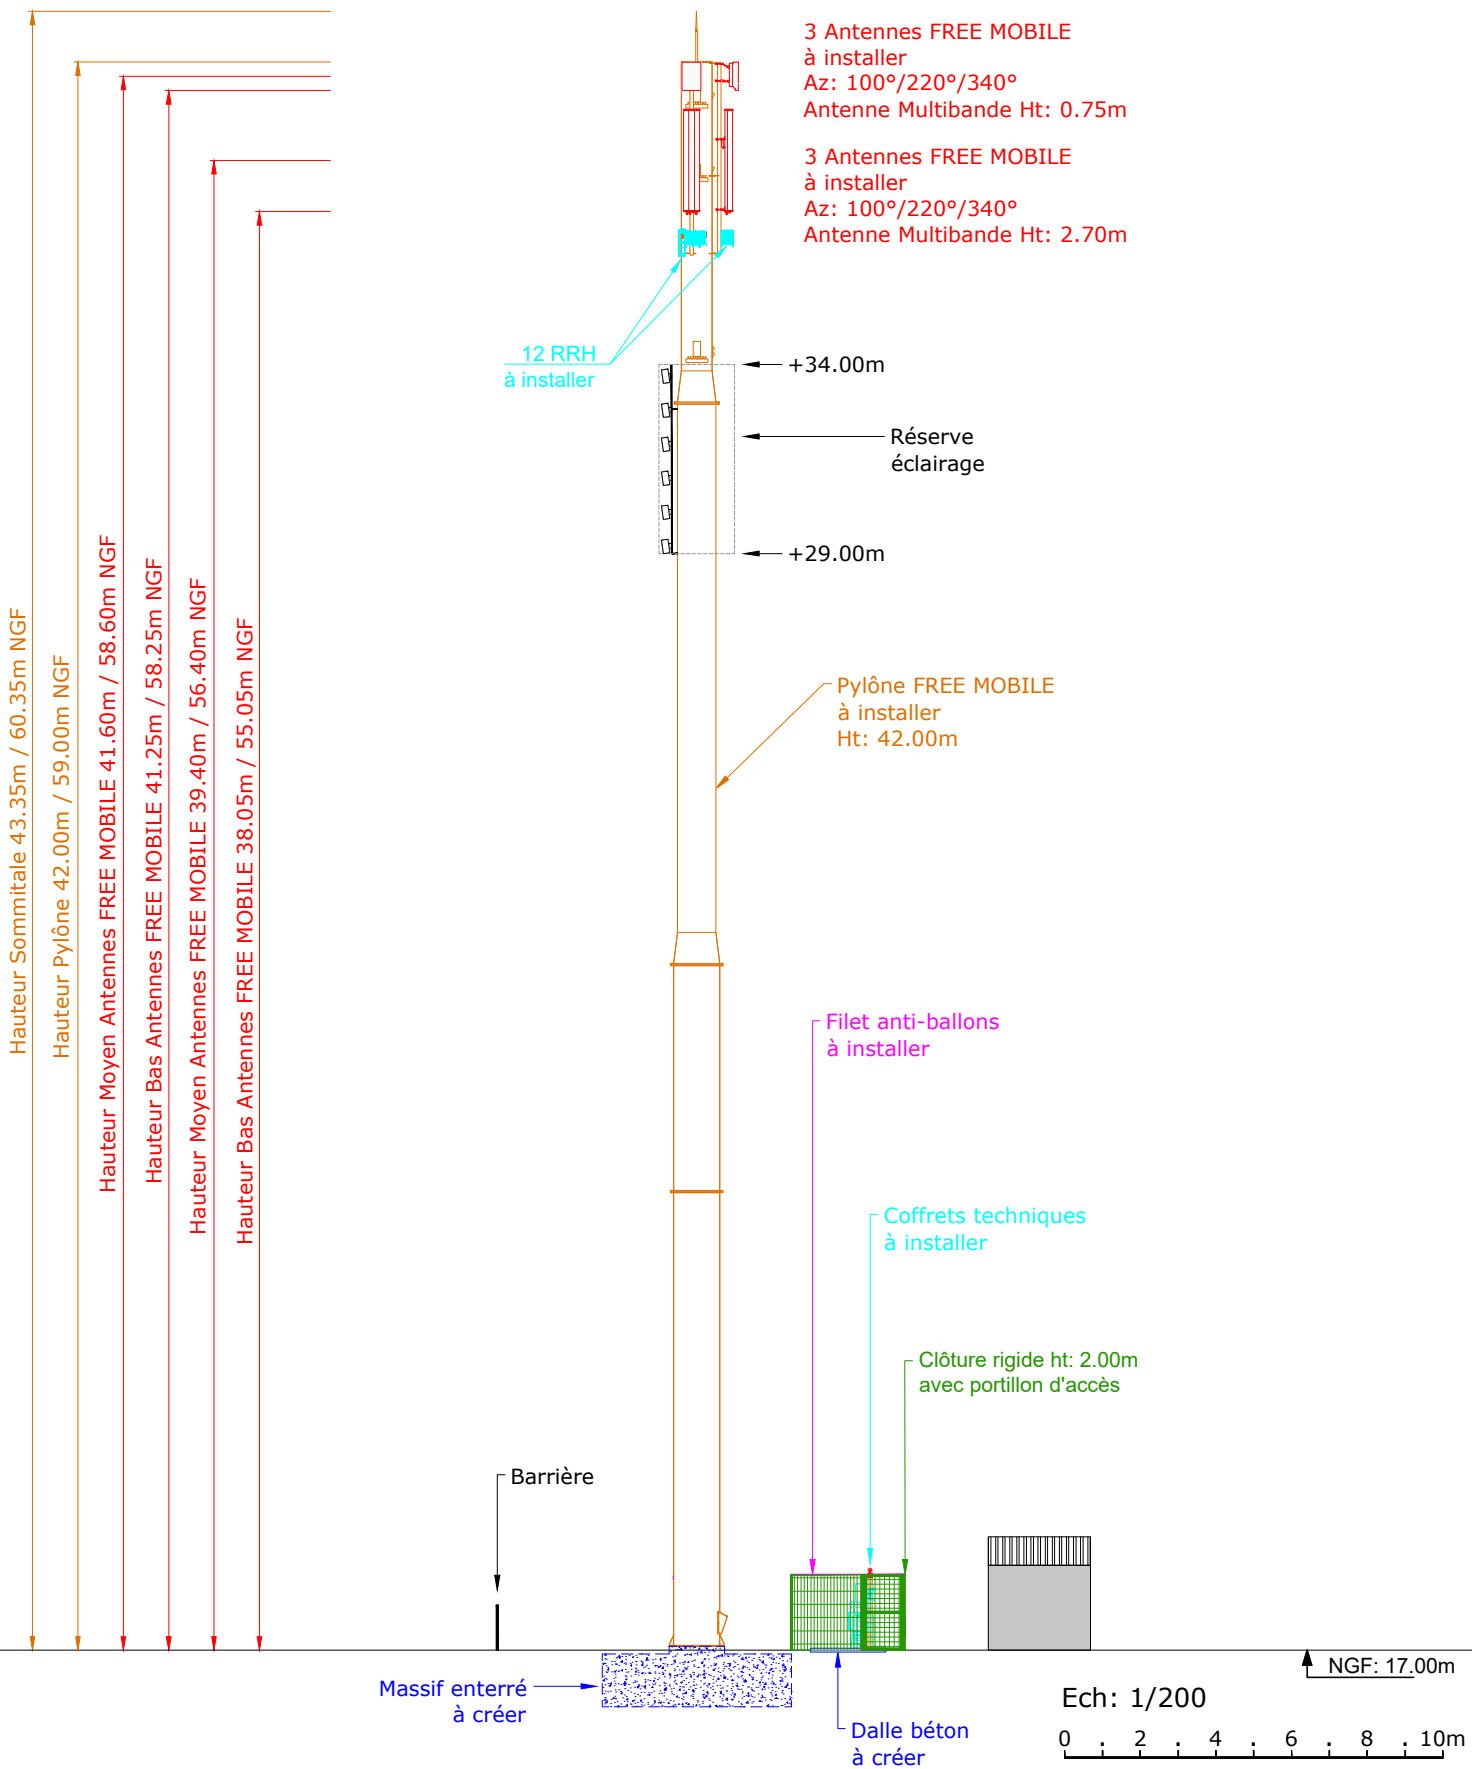 3 Antennes FREE MOBILE
à installer
Az: 100°/220°/340°
Antenne Multibande Ht: 0.75m
3 Antennes FREE MOBILE
à installer
Az: 100°/220°/340°
Antenne Multibande Ht: 2.70m
12 RRH
à installer
+34.00m
Réserve
éclairage
+29.00m
Hauteur Sommitale 43.35m / 60.35m NGF
Hauteur Pylône 42.00m / 59.00m NGF
Hauteur Moyen Antennes FREE MOBILE 41.60m / 58.60m NGF
Hauteur Bas Antennes FREE MOBILE 41.25m / 58.25m NGF
Hauteur Moyen Antennes FREE MOBILE 39.40m / 56.40m NGF
Hauteur Bas Antennes FREE MOBILE 38.05m / 55.05m NGF
Pylône FREE MOBILE
à installer
Ht: 42.00m
Filet anti-ballons
à installer
Coffrets techniques
à installer
Clôture rigide ht: 2.00m
avec portillon d'accès
Barrière
Massif enterré
à créer
Dalle béton
à créer
NGF: 17.00m
Ech: 1/200
0 . 2 . 4 . 6 . 8 . 10m